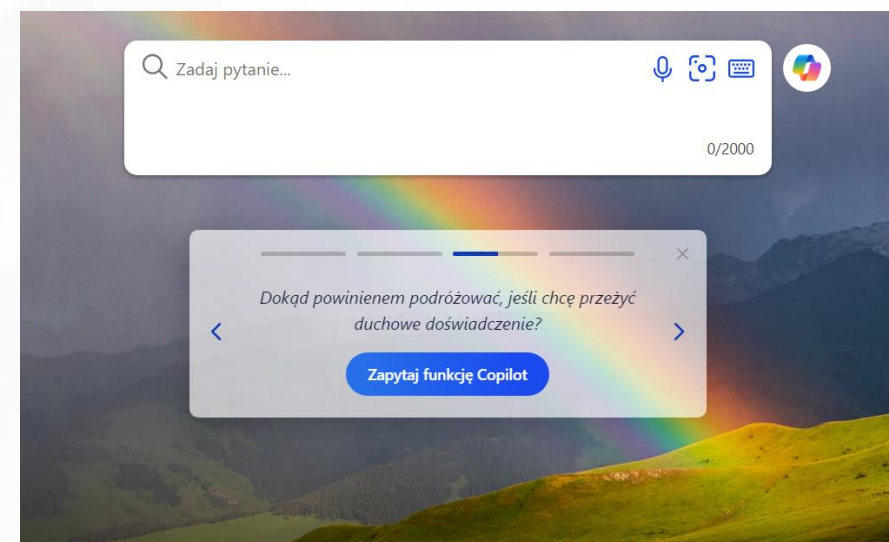 Zadaj pytanie...
0/2000
Dokąd powinienem podróżować, jeśli chcę przeżyć
duchowe doświadczenie?
Zapytaj funkcję Copilot